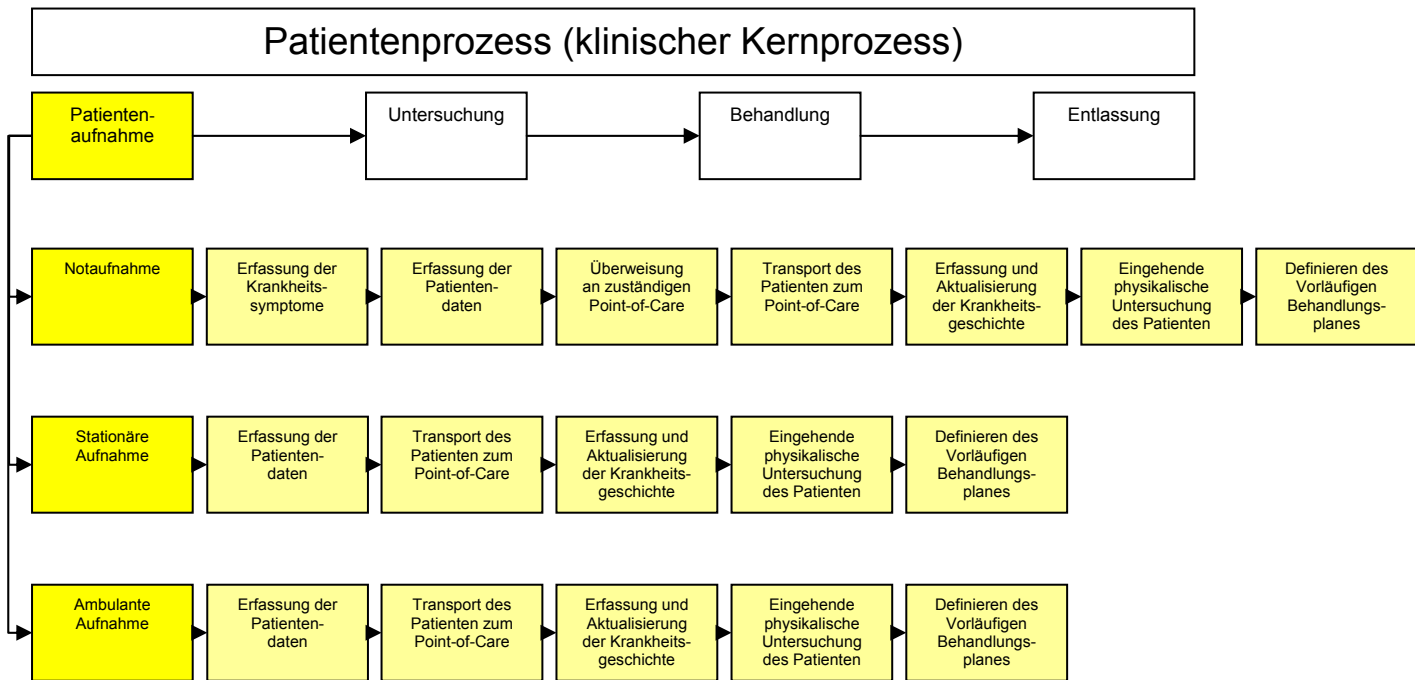 Patientenprozess (klinischer Kernprozess)
Patienten-
aufnahme
Untersuchung
Behandlung
Entlassung
Notaufnahme
Erfassung der
Krankheits-
symptome
Erfassung der
Patienten-
daten
Überweisung
an zuständigen
Point-of-Care
Transport des
Patienten zum
Point-of-Care
Erfassung und
Aktualisierung
der Krankheits-
geschichte
Eingehende
physikalische
Untersuchung
des Patienten
Definieren des
Vorläufigen
Behandlungs-
planes
Stationäre
Aufnahme
Erfassung der
Patienten-
daten
Transport des
Patienten zum
Point-of-Care
Erfassung und
Aktualisierung
der Krankheits-
geschichte
Eingehende
physikalische
Untersuchung
des Patienten
Definieren des
Vorläufigen
Behandlungs-
planes
Ambulante
Aufnahme
Erfassung der
Patienten-
daten
Transport des
Patienten zum
Point-of-Care
Erfassung und
Aktualisierung
der Krankheits-
geschichte
Eingehende
physikalische
Untersuchung
des Patienten
Definieren des
Vorläufigen
Behandlungs-
planes